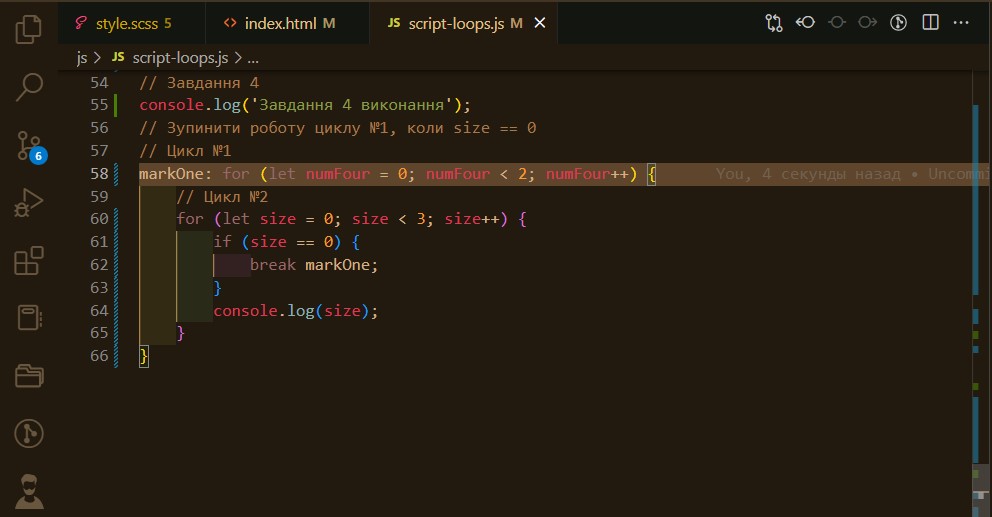 style.scss 5
index.html M
JS script-loops.js M
js > JS script-loops.js > ...
54 // Завдання 4
55 console.log('Завдання 4 виконання');
56 // Зупинити роботу циклу №1, коли size == 0
57 // Цикл №1
58 markOne: for (let numFour = 0; numFour < 2; numFour++) { You, 4 секунды назад • Uncommi
59 // Цикл №2
60 for (let size = 0; size < 3; size++) {
61 if (size == 0) {
62 break markOne;
63 }
64 console.log(size);
65 }
66 }
6